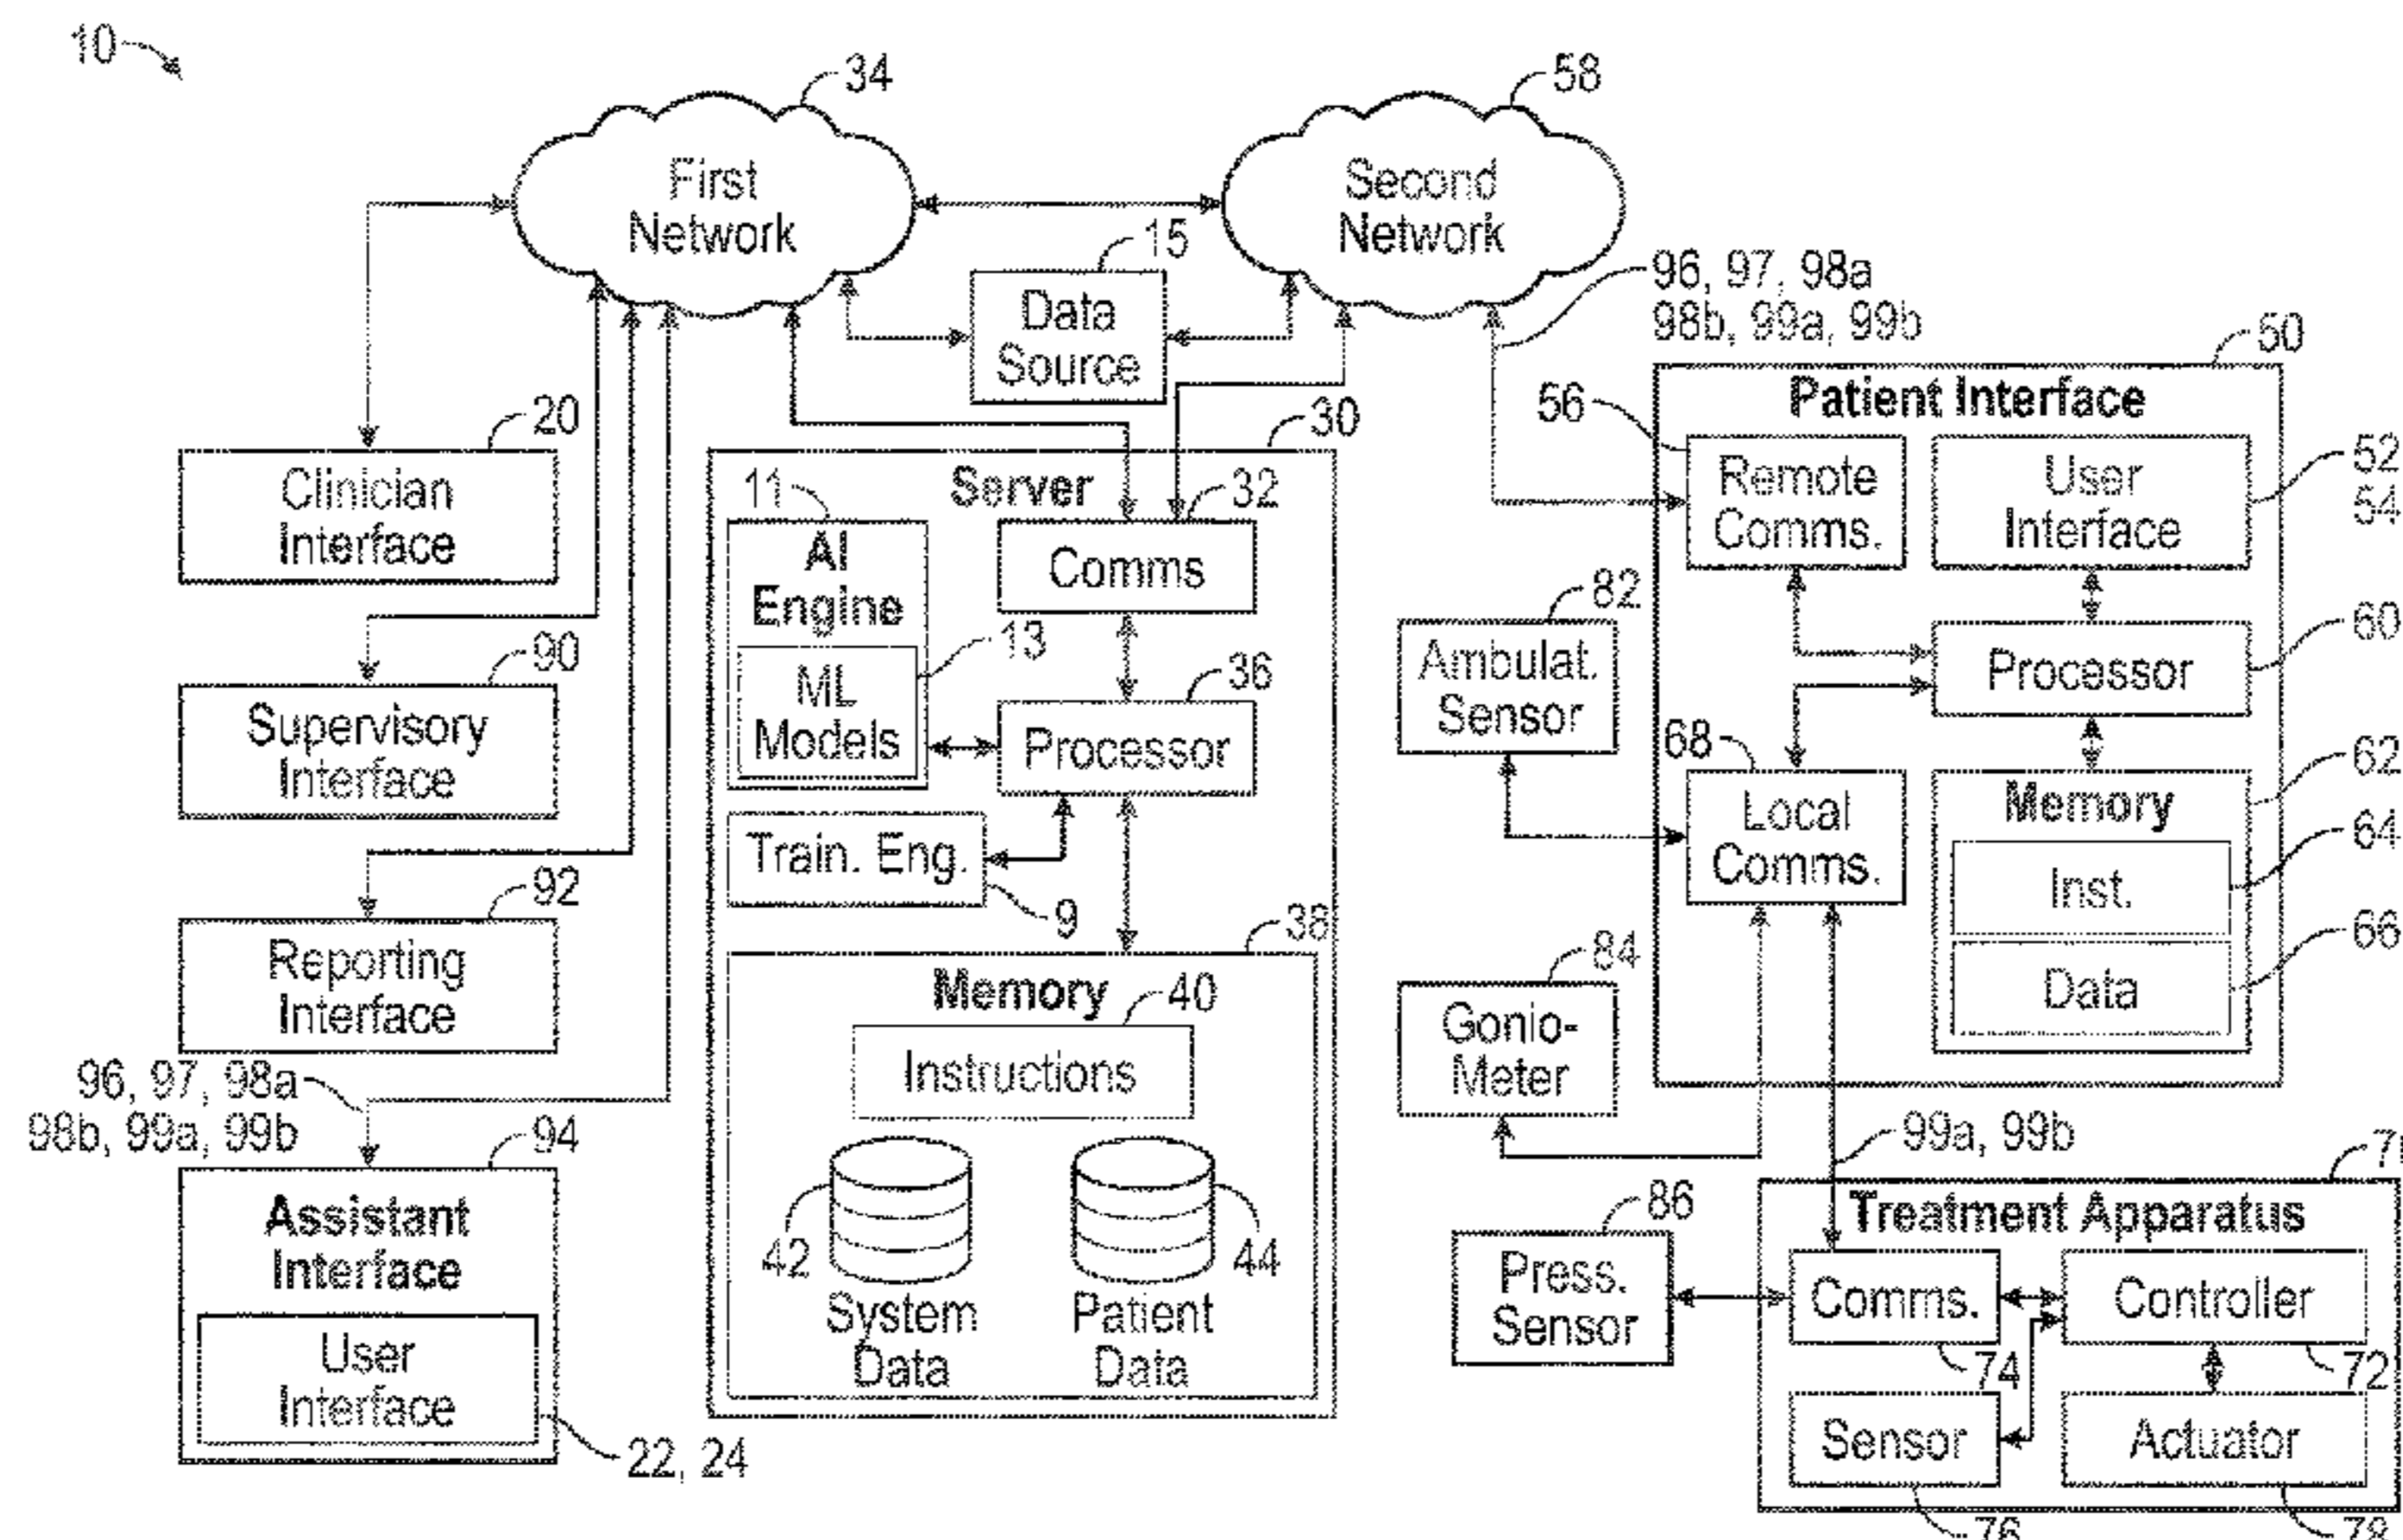 10
34
58
First
Network
Second
Network
15
Data
Source
96, 97, 98a
98b, 99a, 99b
50
20
Clinician
Interface
30
Server
11
AI
Engine
32
Comms
13
ML
Models
36
Processor
Train. Eng.
9
38
Memory
40
Instructions
42
System
Data
44
Patient
Data
90
Supervisory
Interface
92
Reporting
Interface
96, 97, 98a
98b, 99a, 99b
94
Assistant
Interface
User
Interface
22, 24
Patient Interface
56
Remote
Comms.
User
Interface
52
54
82
Ambulat.
Sensor
Processor
60
68
Local
Comms.
62
Memory
64
Inst.
66
Data
84
Gonio-
Meter
99a, 99b
86
Press.
Sensor
Treatment Apparatus
Comms.
74
Controller
72
Sensor
76
Actuator
78